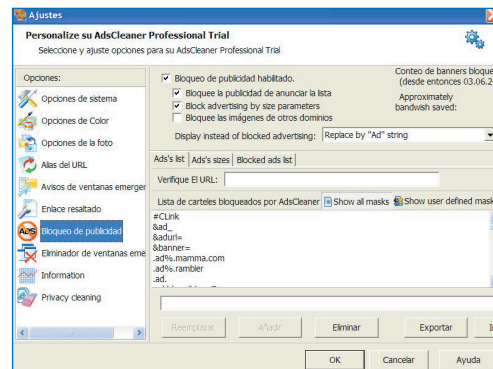 Ajustes
Personalize su AdsCleaner Professional Trial
Seleccione y ajuste opciones para su AdsCleaner Professional Trial
Opciones:
Opciones de sistema
Opciones de Color
Opciones de la foto
Alias del URL
Avisos de ventanas emerger
Enlace resaltado
Bloqueo de publicidad
Eliminador de ventanas eme
Information
Privacy cleaning
Bloqueo de publicidad habilitado.
Bloquee la publicidad de anunciar la lista
Block advertising by size parameters
Bloquee las imágenes de otros dominios
Conteo de banners bloque
(desde entonces 03.06.2
Approximately
bandwish saved:
Display instead of blocked advertising: Replace by "Ad" string
Ads's list Ads's sizes Blocked ads list
Verifique El URL:
Lista de carteles bloqueados por AdsCleaner Show all masks Show user defined mask
#CLink
&ad_
&adurl=
&banner=
.ad%.mamma.com
.ad%.rambler
.ad.
Reemplazar Añadir Eliminar Exportar
OK Cancelar Ayuda